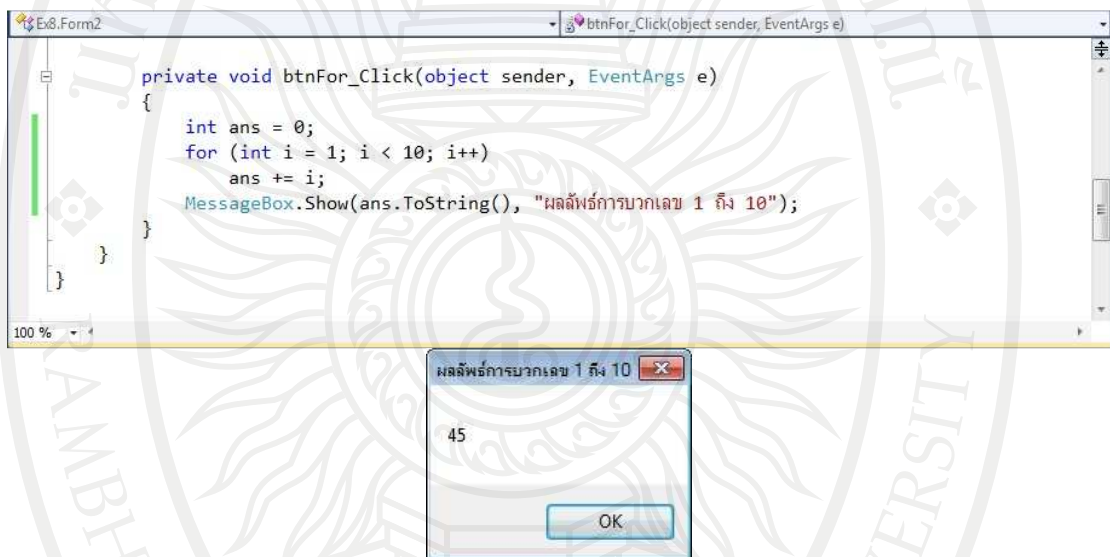 Ex8.Form2
btnFor_Click(object sender, EventArgs e)
private void btnFor_Click(object sender, EventArgs e)
{
int ans = 0;
for (int i = 1; i < 10; i++)
ans += i;
MessageBox.Show(ans.ToString(), "ผลลัพธ์การบวกเลข 1 ถึง 10");
}
}
}
100 %
ผลลัพธ์การบวกเลข 1 ถึง 10
45
OK